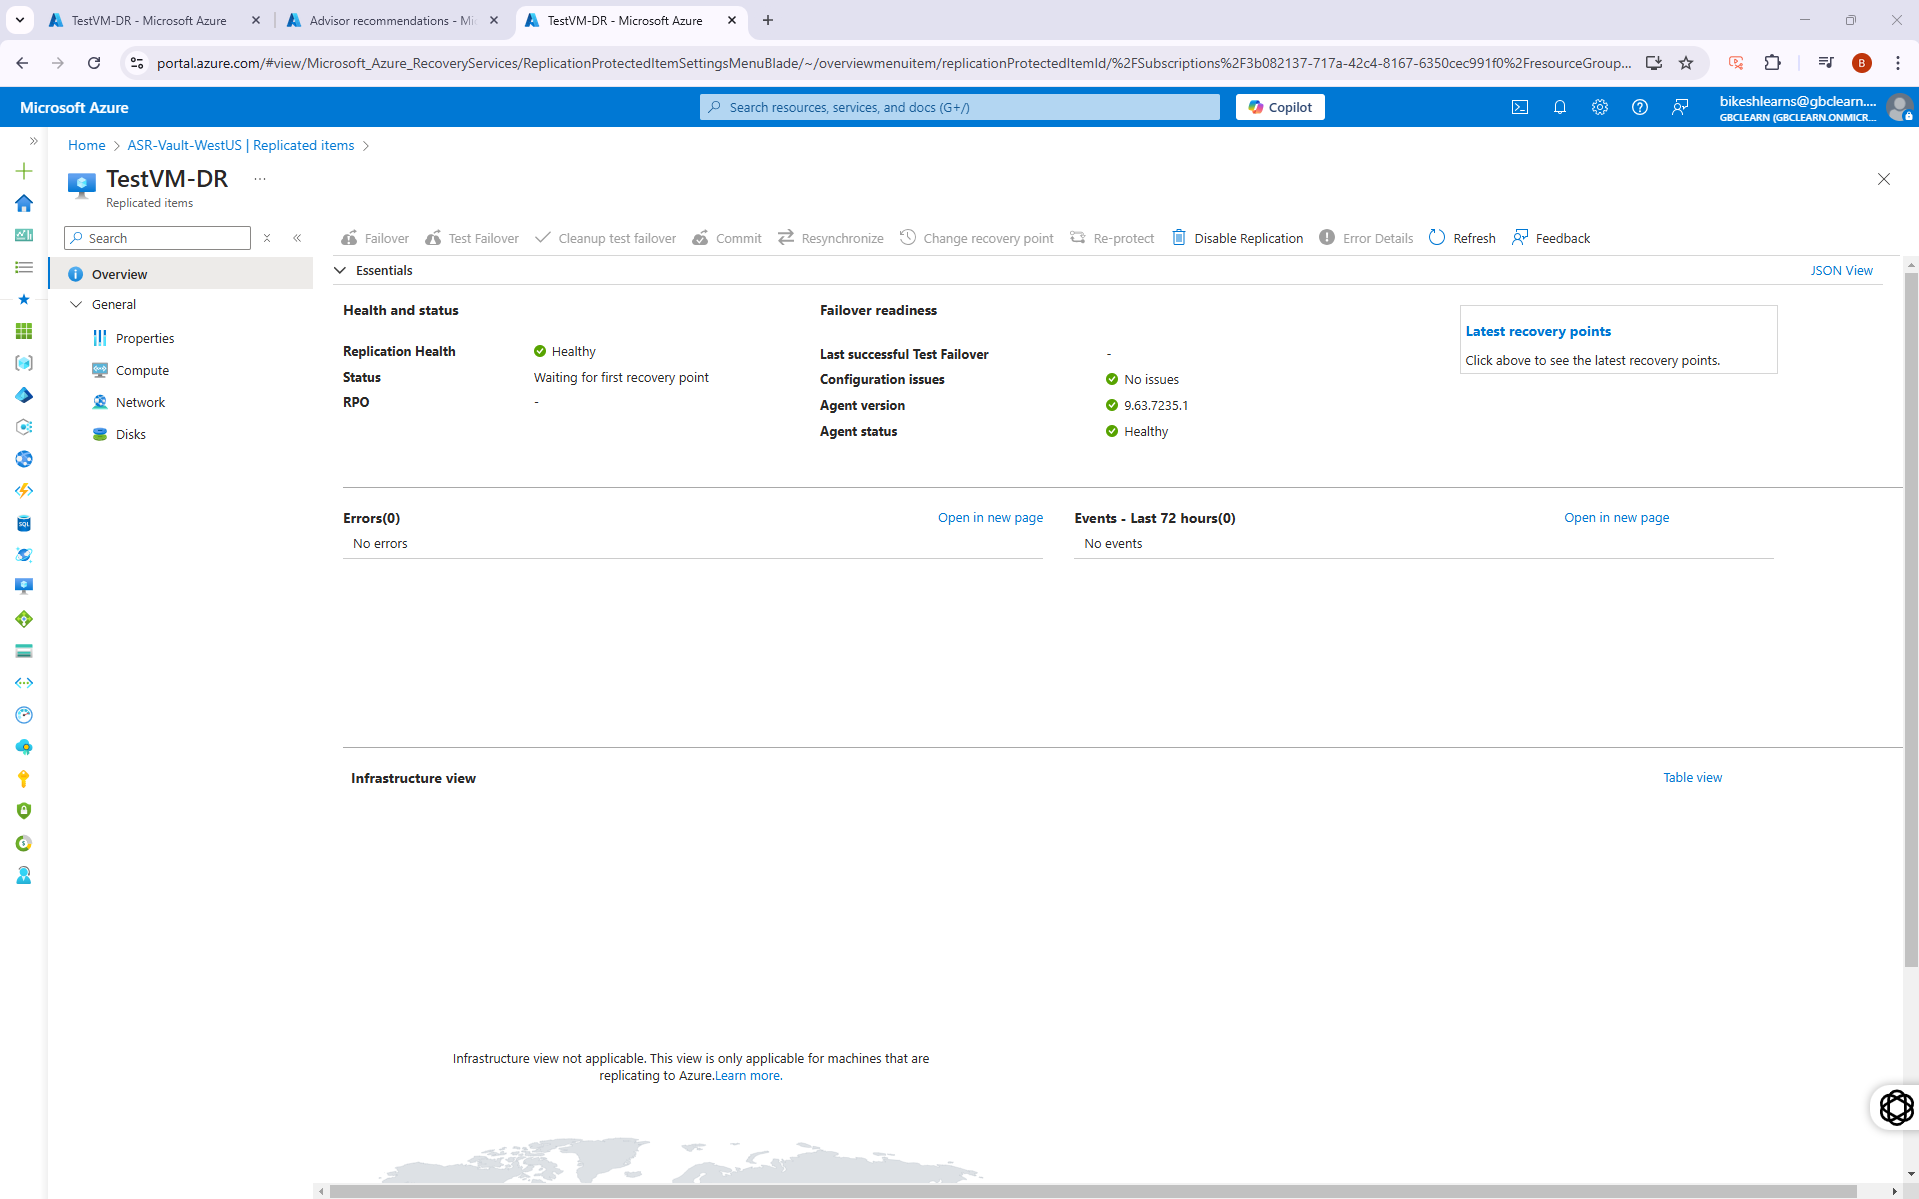 TestVM-DR - Microsoft Azure
Advisor recommendations - Mi
TestVM-DR - Microsoft Azure
portal.azure.com/#view/Microsoft_Azure_RecoveryServices/ReplicationProtectedItemSettingsMenuBlade/~/overviewmenuitem/replicationProtectedItemId/%2FSubscriptions%2F3b082137-717a-42c4-8167-6350cec991f0%2FresourceGroup...
B
Microsoft Azure
Search resources, services, and docs (G+/)
Copilot
bikeshlearns@gbclearn....
GBCLEARN (GBCLEARN.ONMICR...
Home > ASR-Vault-WestUS | Replicated items >
TestVM-DR ...
Replicated items
Search
Failover
Test Failover
Cleanup test failover
Commit
Resynchronize
Change recovery point
Re-protect
Disable Replication
Error Details
Refresh
Feedback
Overview
General
Properties
Compute
Network
Disks
Essentials
JSON View
Health and status
Replication Health Healthy
Status Waiting for first recovery point
RPO -
Failover readiness
Last successful Test Failover -
Configuration issues No issues
Agent version 9.63.7235.1
Agent status Healthy
Latest recovery points
Click above to see the latest recovery points.
Errors(0) Open in new page
No errors
Events - Last 72 hours(0) Open in new page
No events
Infrastructure view Table view
Infrastructure view not applicable. This view is only applicable for machines that are
replicating to Azure.Learn more.